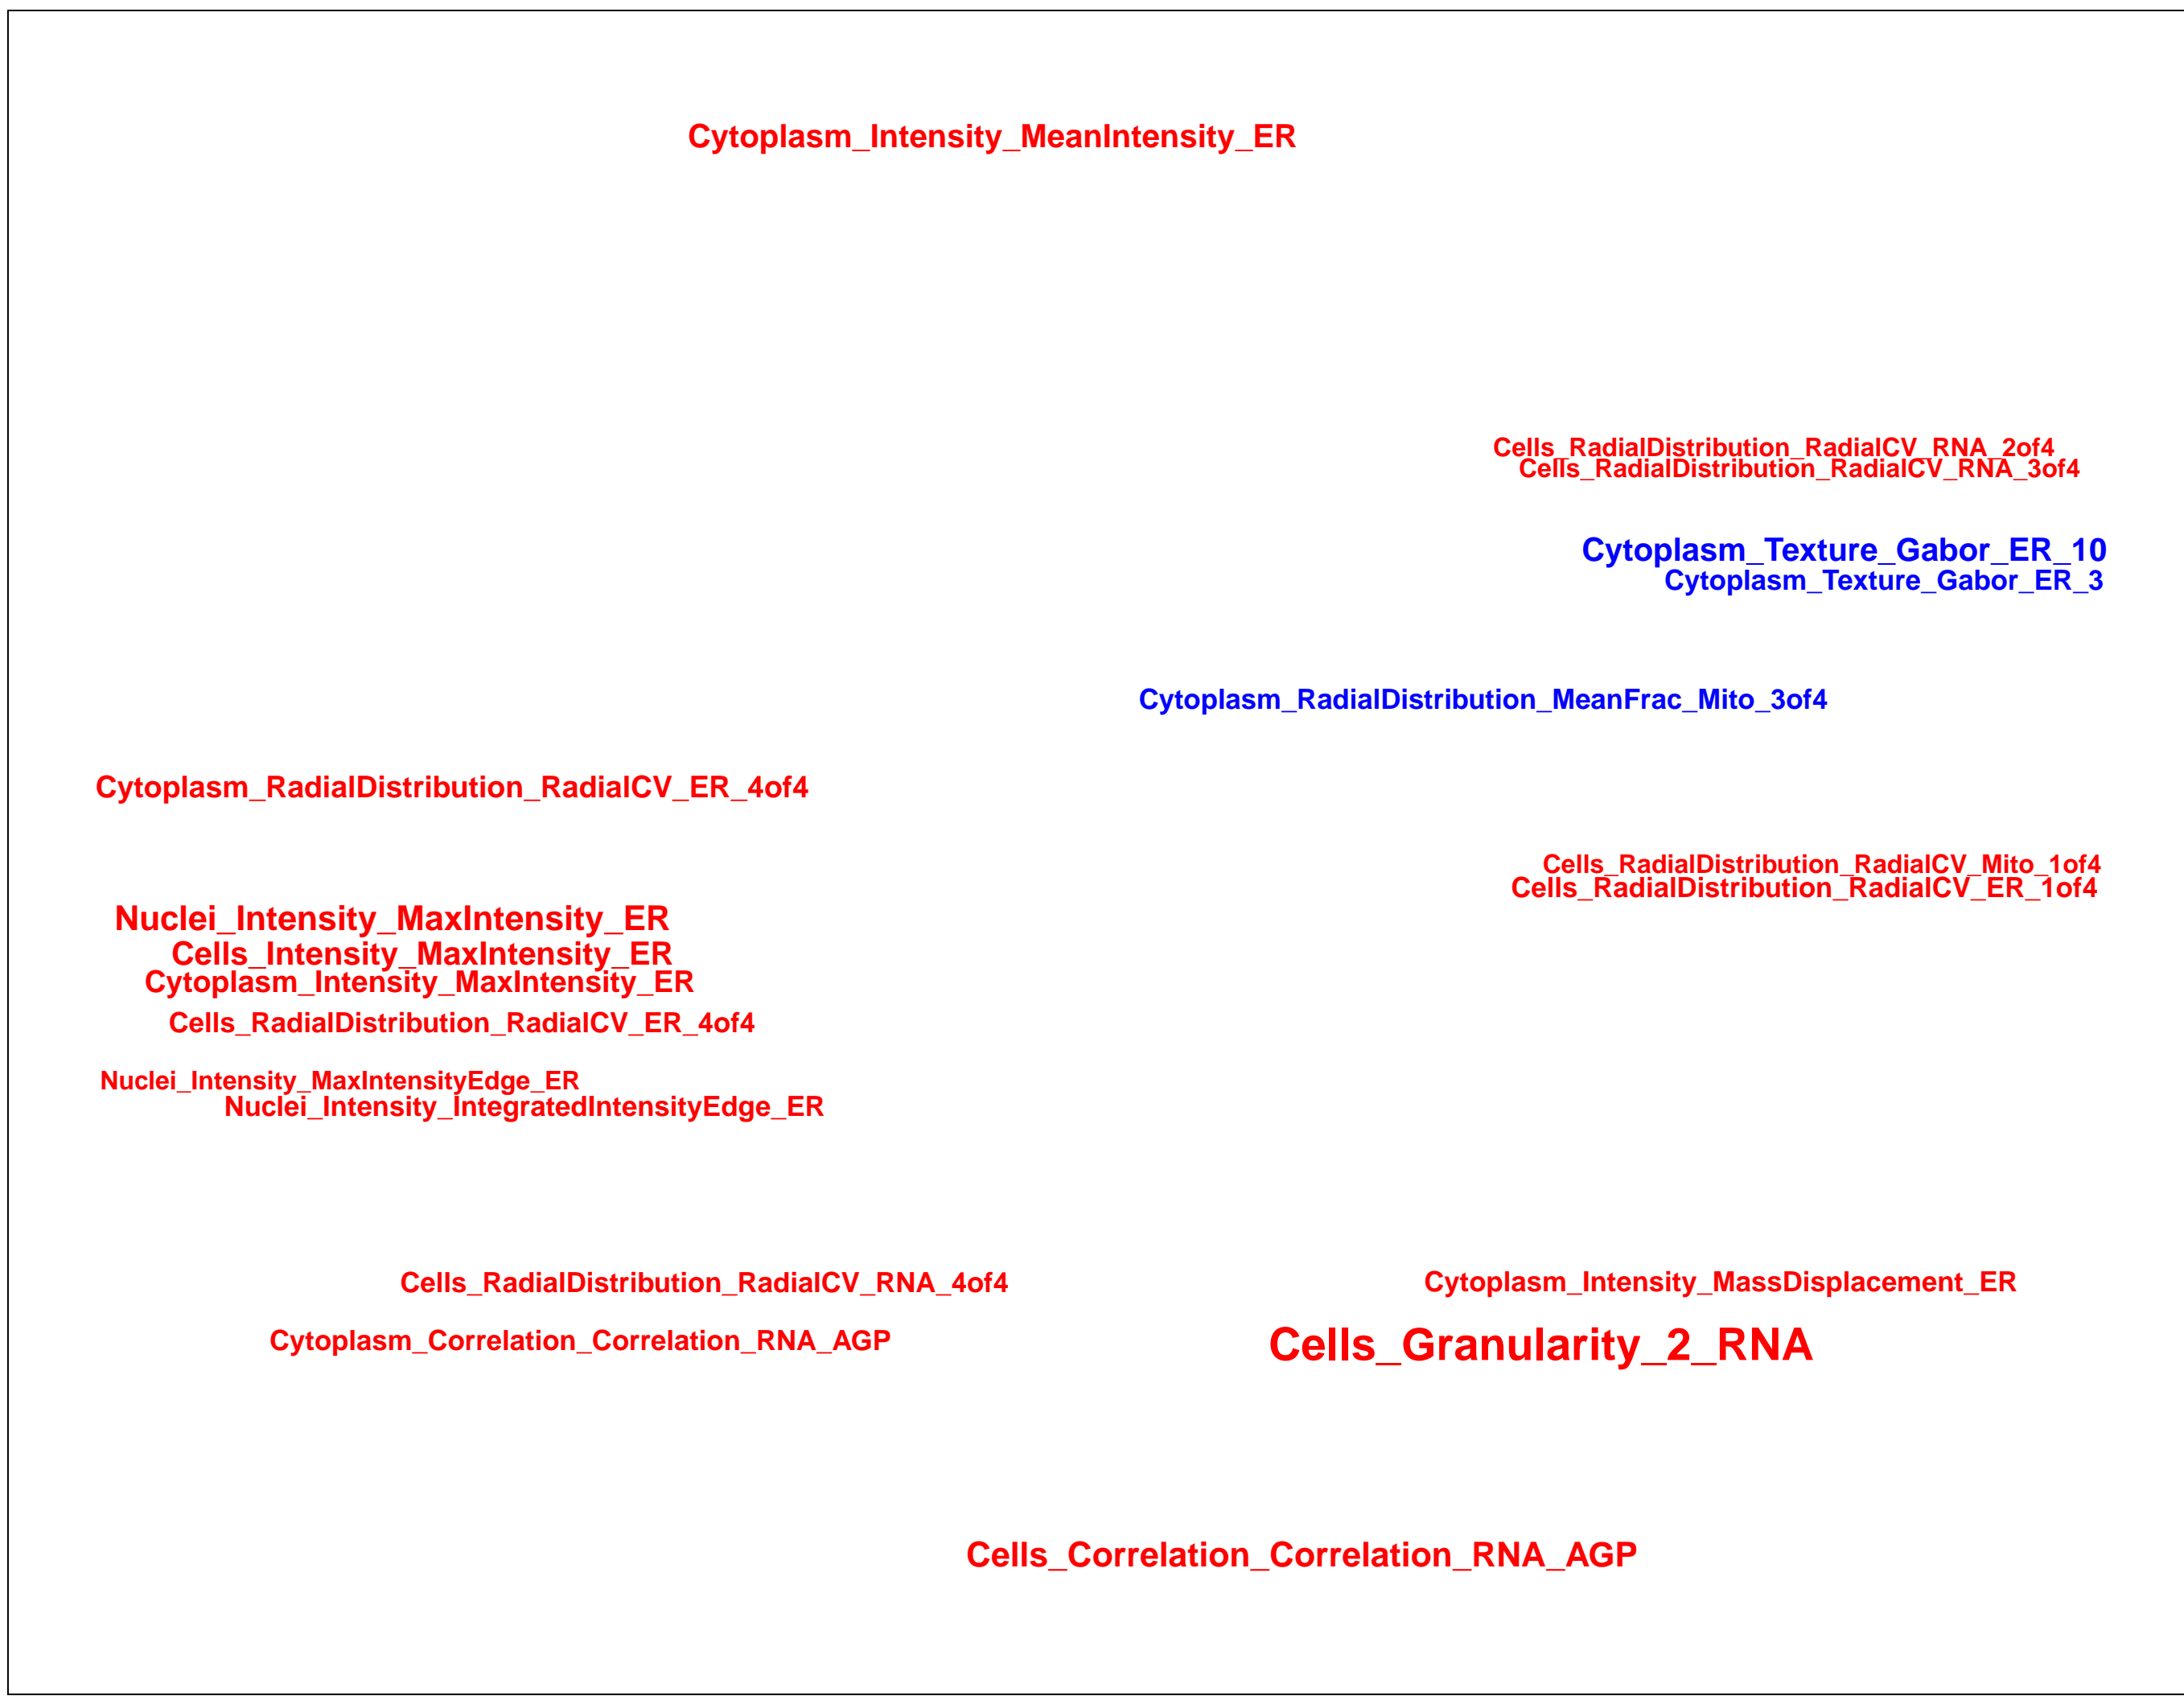 Cytoplasm_Intensity_MeanIntensity_ER
Cells_RadialDistribution_RadialCV_RNA_2of4
Cells_RadialDistribution_RadialCV_RNA_3of4
Cytoplasm_Texture_Gabor_ER_10
Cytoplasm_Texture_Gabor_ER_3
Cytoplasm_RadialDistribution_MeanFrac_Mito_3of4
Cytoplasm_RadialDistribution_RadialCV_ER_4of4
Cells_RadialDistribution_RadialCV_Mito_1of4
Cells_RadialDistribution_RadialCV_ER_1of4
Nuclei_Intensity_MaxIntensity_ER
Cells_Intensity_MaxIntensity_ER
Cytoplasm_Intensity_MaxIntensity_ER
Cells_RadialDistribution_RadialCV_ER_4of4
Nuclei_Intensity_MaxIntensityEdge_ER
Nuclei_Intensity_IntegratedIntensityEdge_ER
Cells_RadialDistribution_RadialCV_RNA_4of4
Cytoplasm_Intensity_MassDisplacement_ER
Cytoplasm_Correlation_Correlation_RNA_AGP
Cells_Granularity_2_RNA
Cells_Correlation_Correlation_RNA_AGP